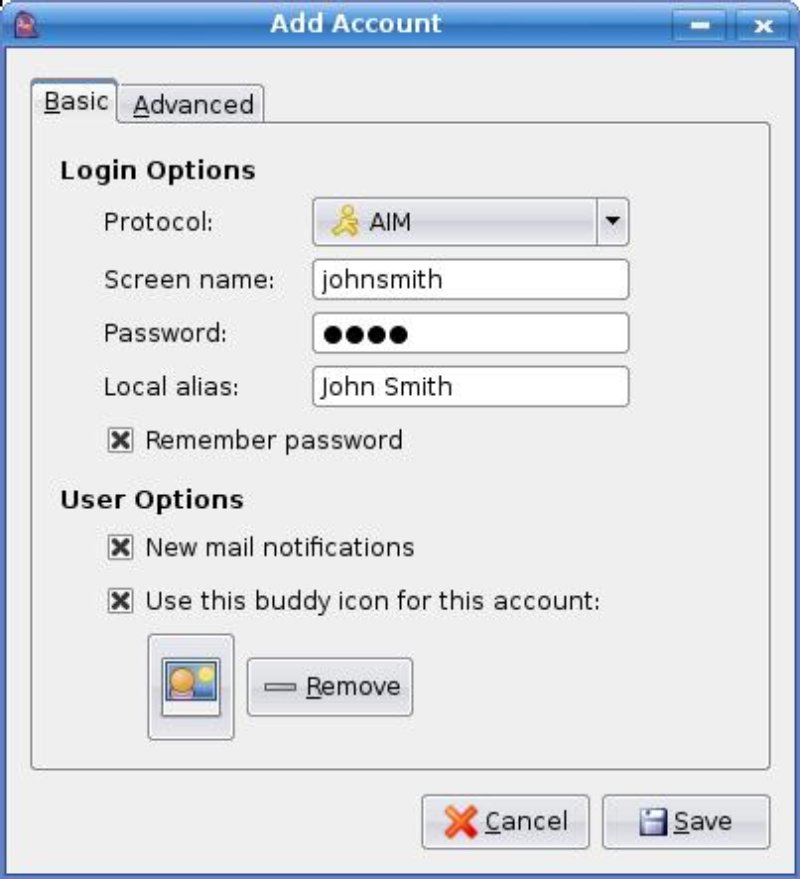 Add Account
Basic Advanced
Login Options
Protocol: AIM
Screen name: johnsmith
Password: ●●●●
Local alias: John Smith
Remember password
User Options
New mail notifications
Use this buddy icon for this account:
Remove
Cancel Save